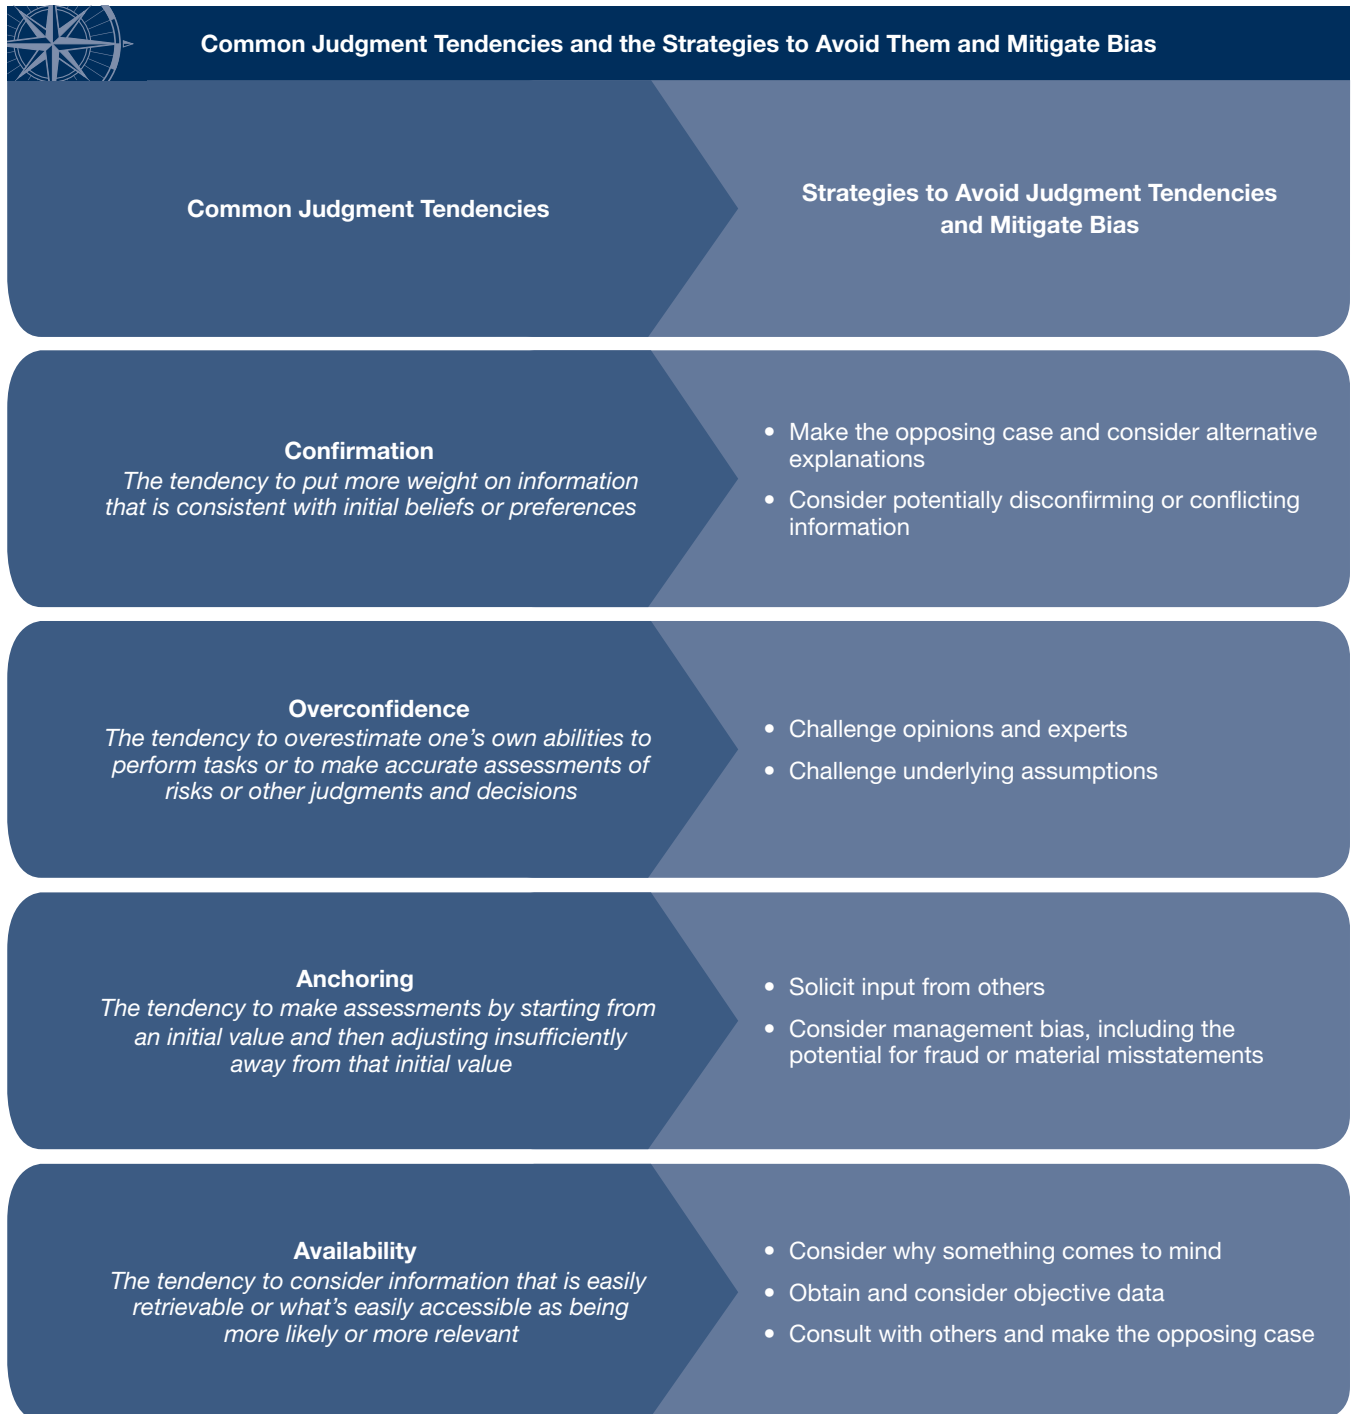 Common Judgment Tendencies and the Strategies to Avoid Them and Mitigate Bias
Common Judgment Tendencies
Strategies to Avoid Judgment Tendencies
and Mitigate Bias
Confirmation
The tendency to put more weight on information
that is consistent with initial beliefs or preferences
• Make the opposing case and consider alternative
explanations
• Consider potentially disconfirming or conflicting
information
Overconfidence
The tendency to overestimate one's own abilities to
perform tasks or to make accurate assessments of
risks or other judgments and decisions
• Challenge opinions and experts
• Challenge underlying assumptions
Anchoring
The tendency to make assessments by starting from
an initial value and then adjusting insufficiently
away from that initial value
• Solicit input from others
• Consider management bias, including the
potential for fraud or material misstatements
Availability
The tendency to consider information that is easily
retrievable or what's easily accessible as being
more likely or more relevant
• Consider why something comes to mind
• Obtain and consider objective data
• Consult with others and make the opposing case